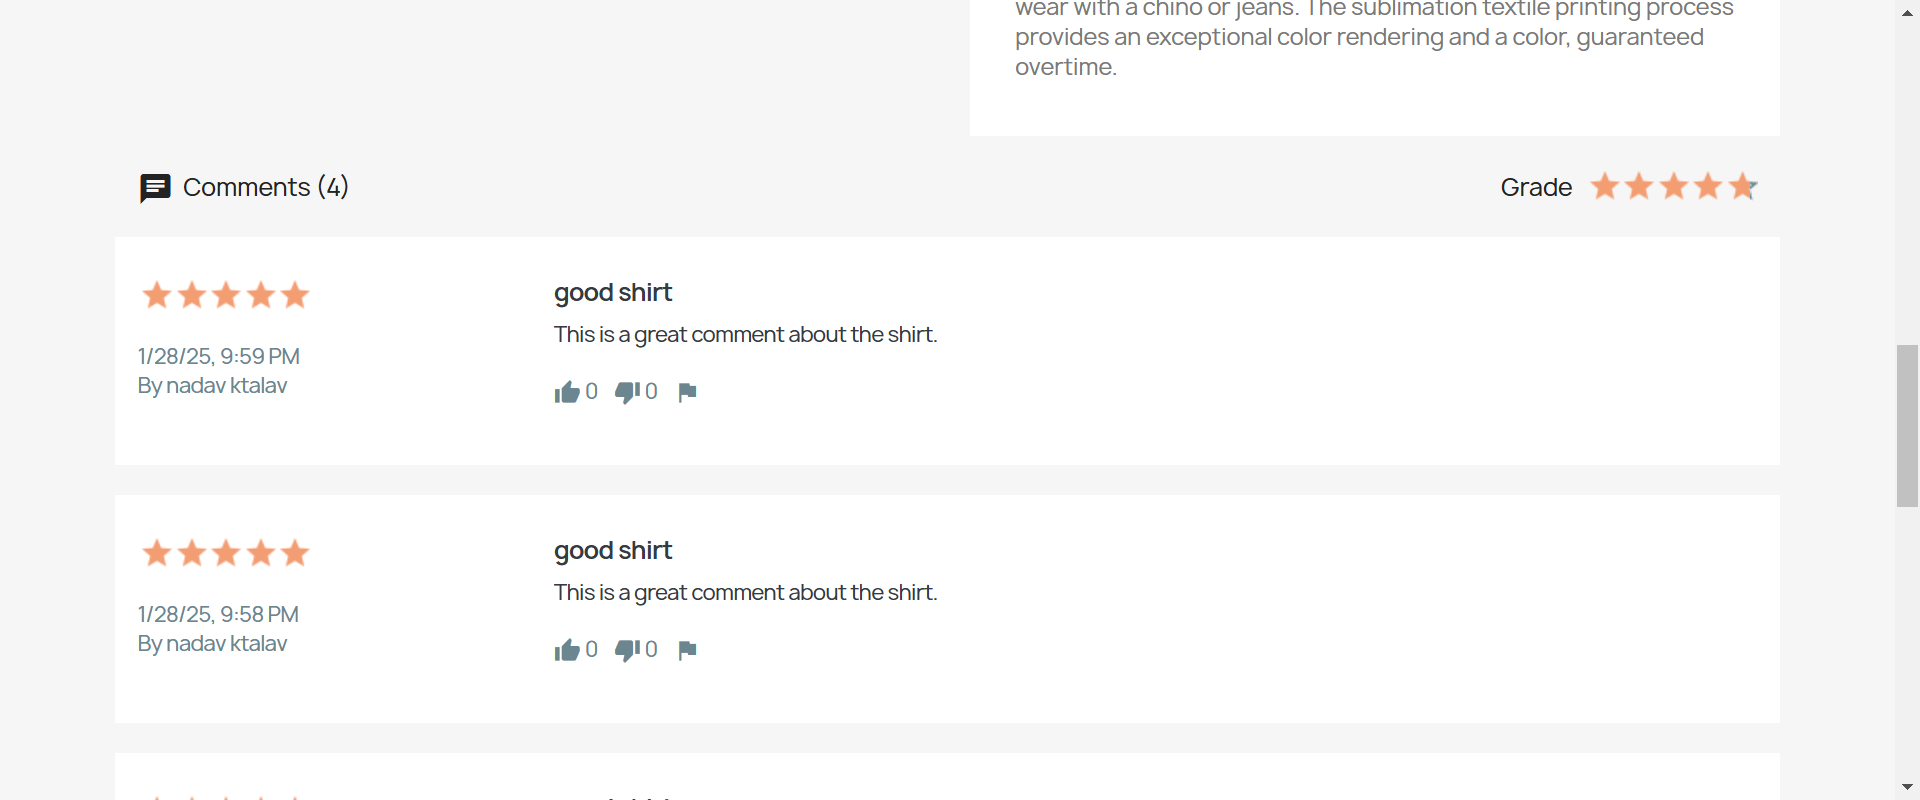 wear with a chino or jeans. The sublimation textile printing process
provides an exceptional color rendering and a color, guaranteed
overtime.
Comments (4)
Grade
good shirt
This is a great comment about the shirt.
1/28/25, 9:59 PM
By nadav ktalav
0 0
good shirt
This is a great comment about the shirt.
1/28/25, 9:58 PM
By nadav ktalav
0 0